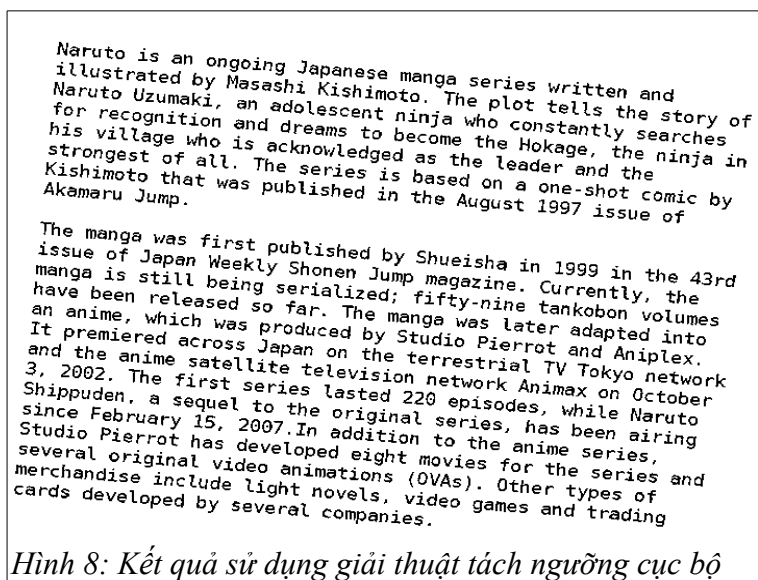 Naruto is an ongoing Japanese manga series written and
illustrated by Masashi Kishimoto. The plot tells the story of
Naruto Uzumaki, an adolescent ninja who constantly searches
for recognition and dreams to become the Hokage, the ninja in
his village who is acknowledged as the leader and the
strongest of all. The series is based on a one-shot comic by
Kishimoto that was published in the August 1997 issue of
Akamaru Jump.
The manga was first published by Shueisha in 1999 in the 43rd
issue of Japan Weekly Shonen Jump magazine. Currently, the
manga is still being serialized; fifty-nine tankobon volumes
have been released so far. The manga was later adapted into
an anime, which was produced by Studio Pierrot and Aniplex.
It premiered across Japan on the terrestrial TV Tokyo network
and the anime satellite television network Animax on October
3, 2002. The first series lasted 220 episodes, while Naruto
Shippuden, a sequel to the original series, has been airing
since February 15, 2007.In addition to the anime series,
Studio Pierrot has developed eight movies for the series and
several original video animations (OVAs). Other types of
merchandise include light novels, video games and trading
cards developed by several companies.
Hình 8: Kết quả sử dụng giải thuật tách ngưỡng cục bộ